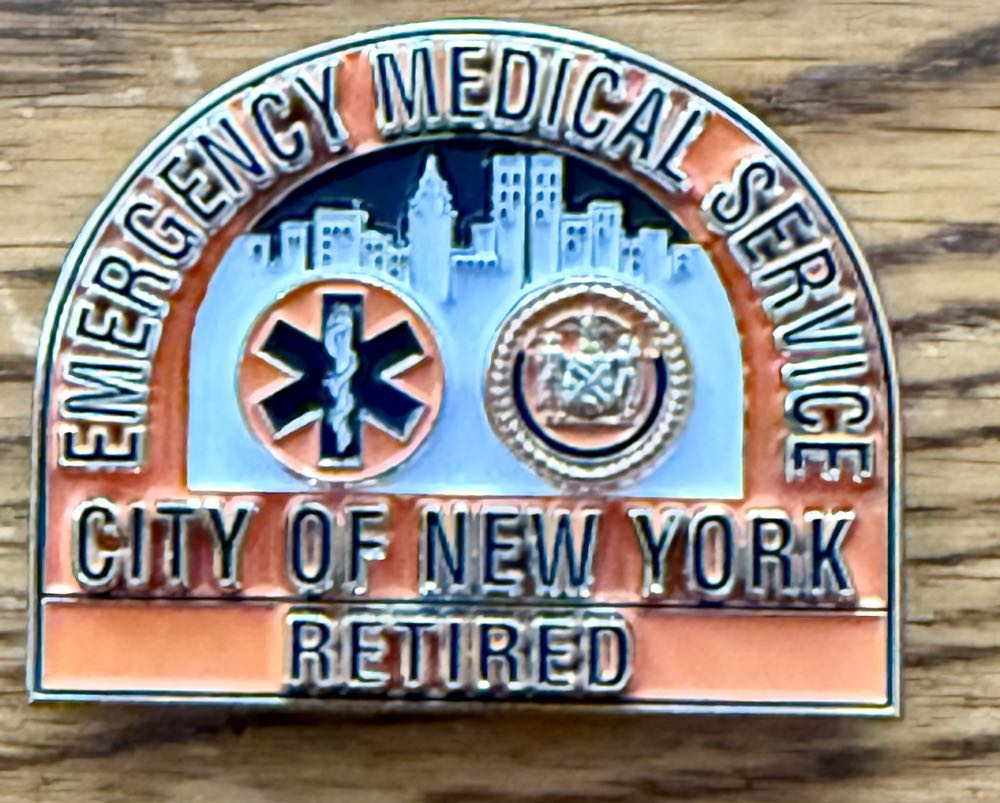 EMERGENCY MEDICAL SERVICE
CITY OF NEW YORK
RETIRED